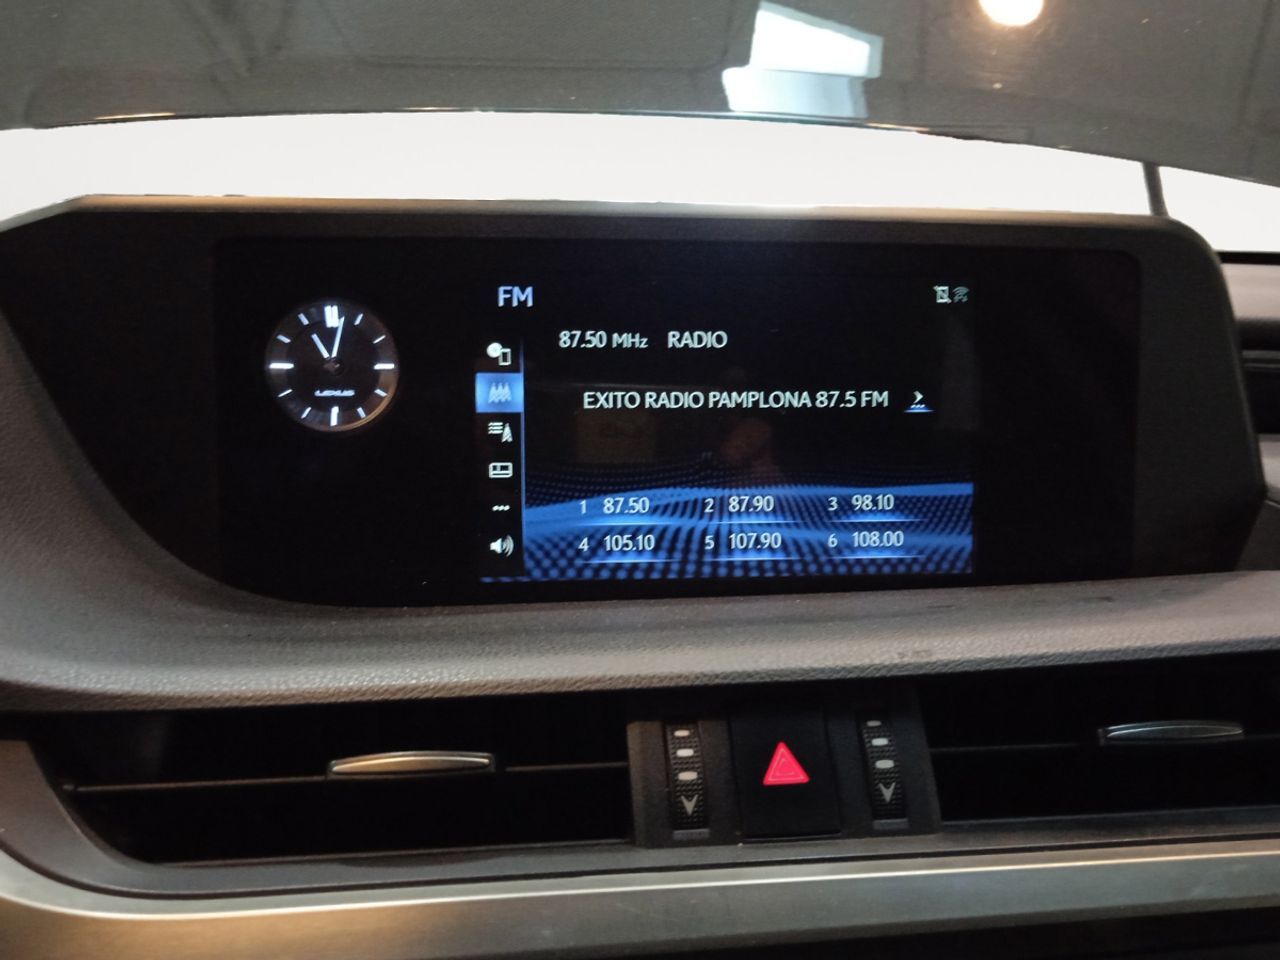 FM
87.50 MHz RADIO
LEXUS
EXITO RADIO PAMPLONA 87.5 FM
1 87.50 2 87.90 3 98.10
4 105.10 5 107.90 6 108.00